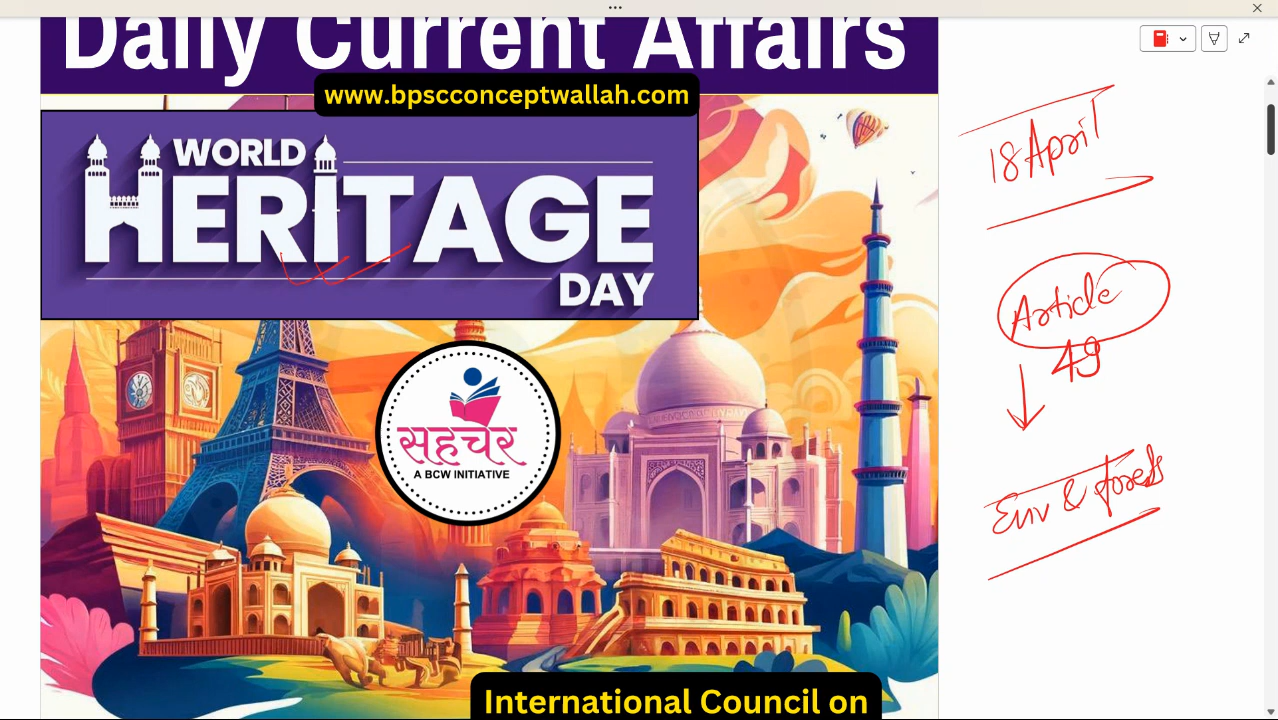 Daily Current Affairs
www.bpscconceptwallah.com
WORLD
HERITAGE
DAY
सहचर
A BCW INITIATIVE
International Council on
18 April
Article
49
Env & forests